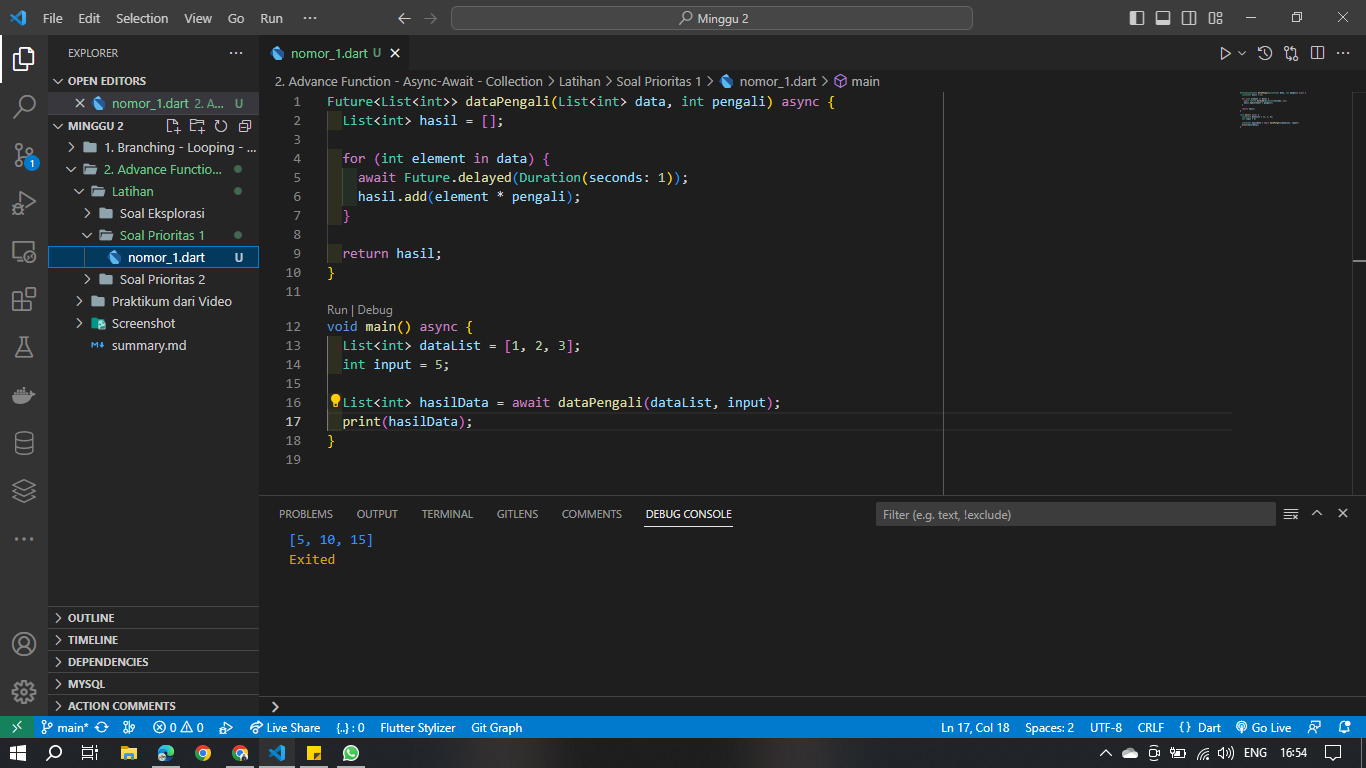 File Edit Selection View Go Run ··· Minggu 2
EXPLORER ···
OPEN EDITORS
nomor_1.dart 2. A... U
MINGGU 2
1. Branching - Looping - ...
2. Advance Functio...
Latihan
Soal Eksplorasi
Soal Prioritas 1
nomor_1.dart U
Soal Prioritas 2
Praktikum dari Video
Screenshot
summary.md
OUTLINE
TIMELINE
DEPENDENCIES
MYSQL
ACTION COMMENTS
nomor_1.dart U
2. Advance Function - Async-Await - Collection > Latihan > Soal Prioritas 1 > nomor_1.dart > main
1 Future<List<int>> dataPengali(List<int> data, int pengali) async {
2 List<int> hasil = [];
3
4 for (int element in data) {
5 await Future.delayed(Duration(seconds: 1));
6 hasil.add(element * pengali);
7 }
8
9 return hasil;
10 }
11
Run | Debug
12 void main() async {
13 List<int> dataList = [1, 2, 3];
14 int input = 5;
15
16 List<int> hasilData = await dataPengali(dataList, input);
17 print(hasilData);
18 }
19
PROBLEMS OUTPUT TERMINAL GITLENS COMMENTS DEBUG CONSOLE Filter (e.g. text, !exclude)
[5, 10, 15]
Exited
main* 0 0 Live Share {..} : 0 Flutter Stylizer Git Graph Ln 17, Col 18 Spaces: 2 UTF-8 CRLF { } Dart Go Live
ENG 16:54